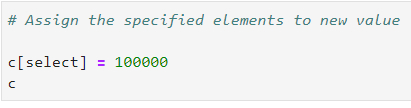 # Assign the specified elements to new value
c[select] = 100000
c